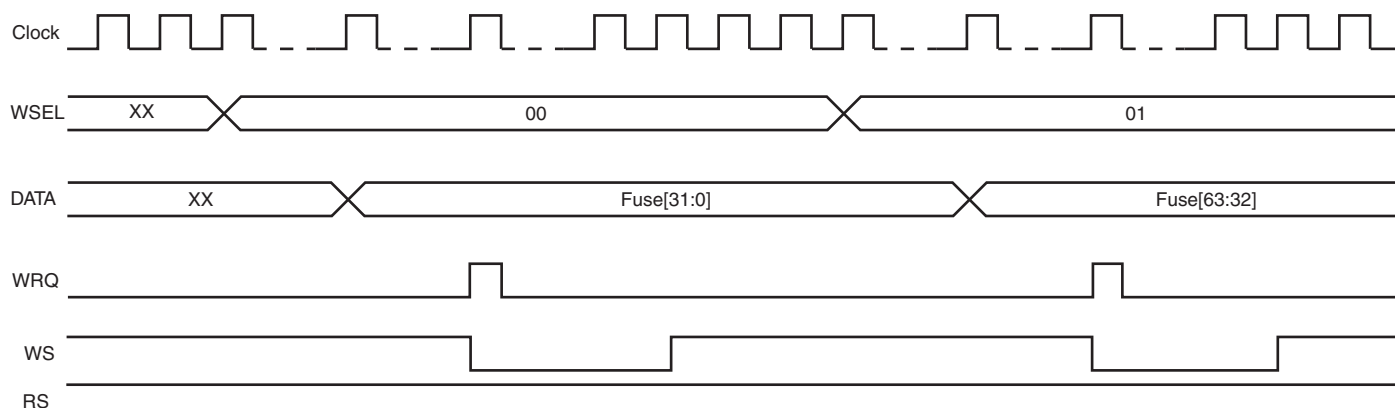 Clock
WSEL XX 00 01
DATA XX Fuse[31:0] Fuse[63:32]
WRQ
WS
RS